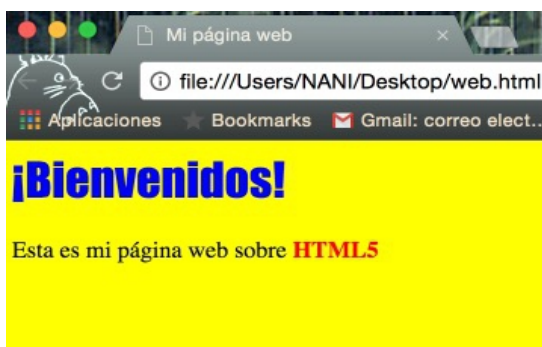 Mi página web
file:///Users/NANI/Desktop/web.html
Aplicaciones Bookmarks Gmail: correo elect...
¡Bienvenidos!
Esta es mi página web sobre HTML5